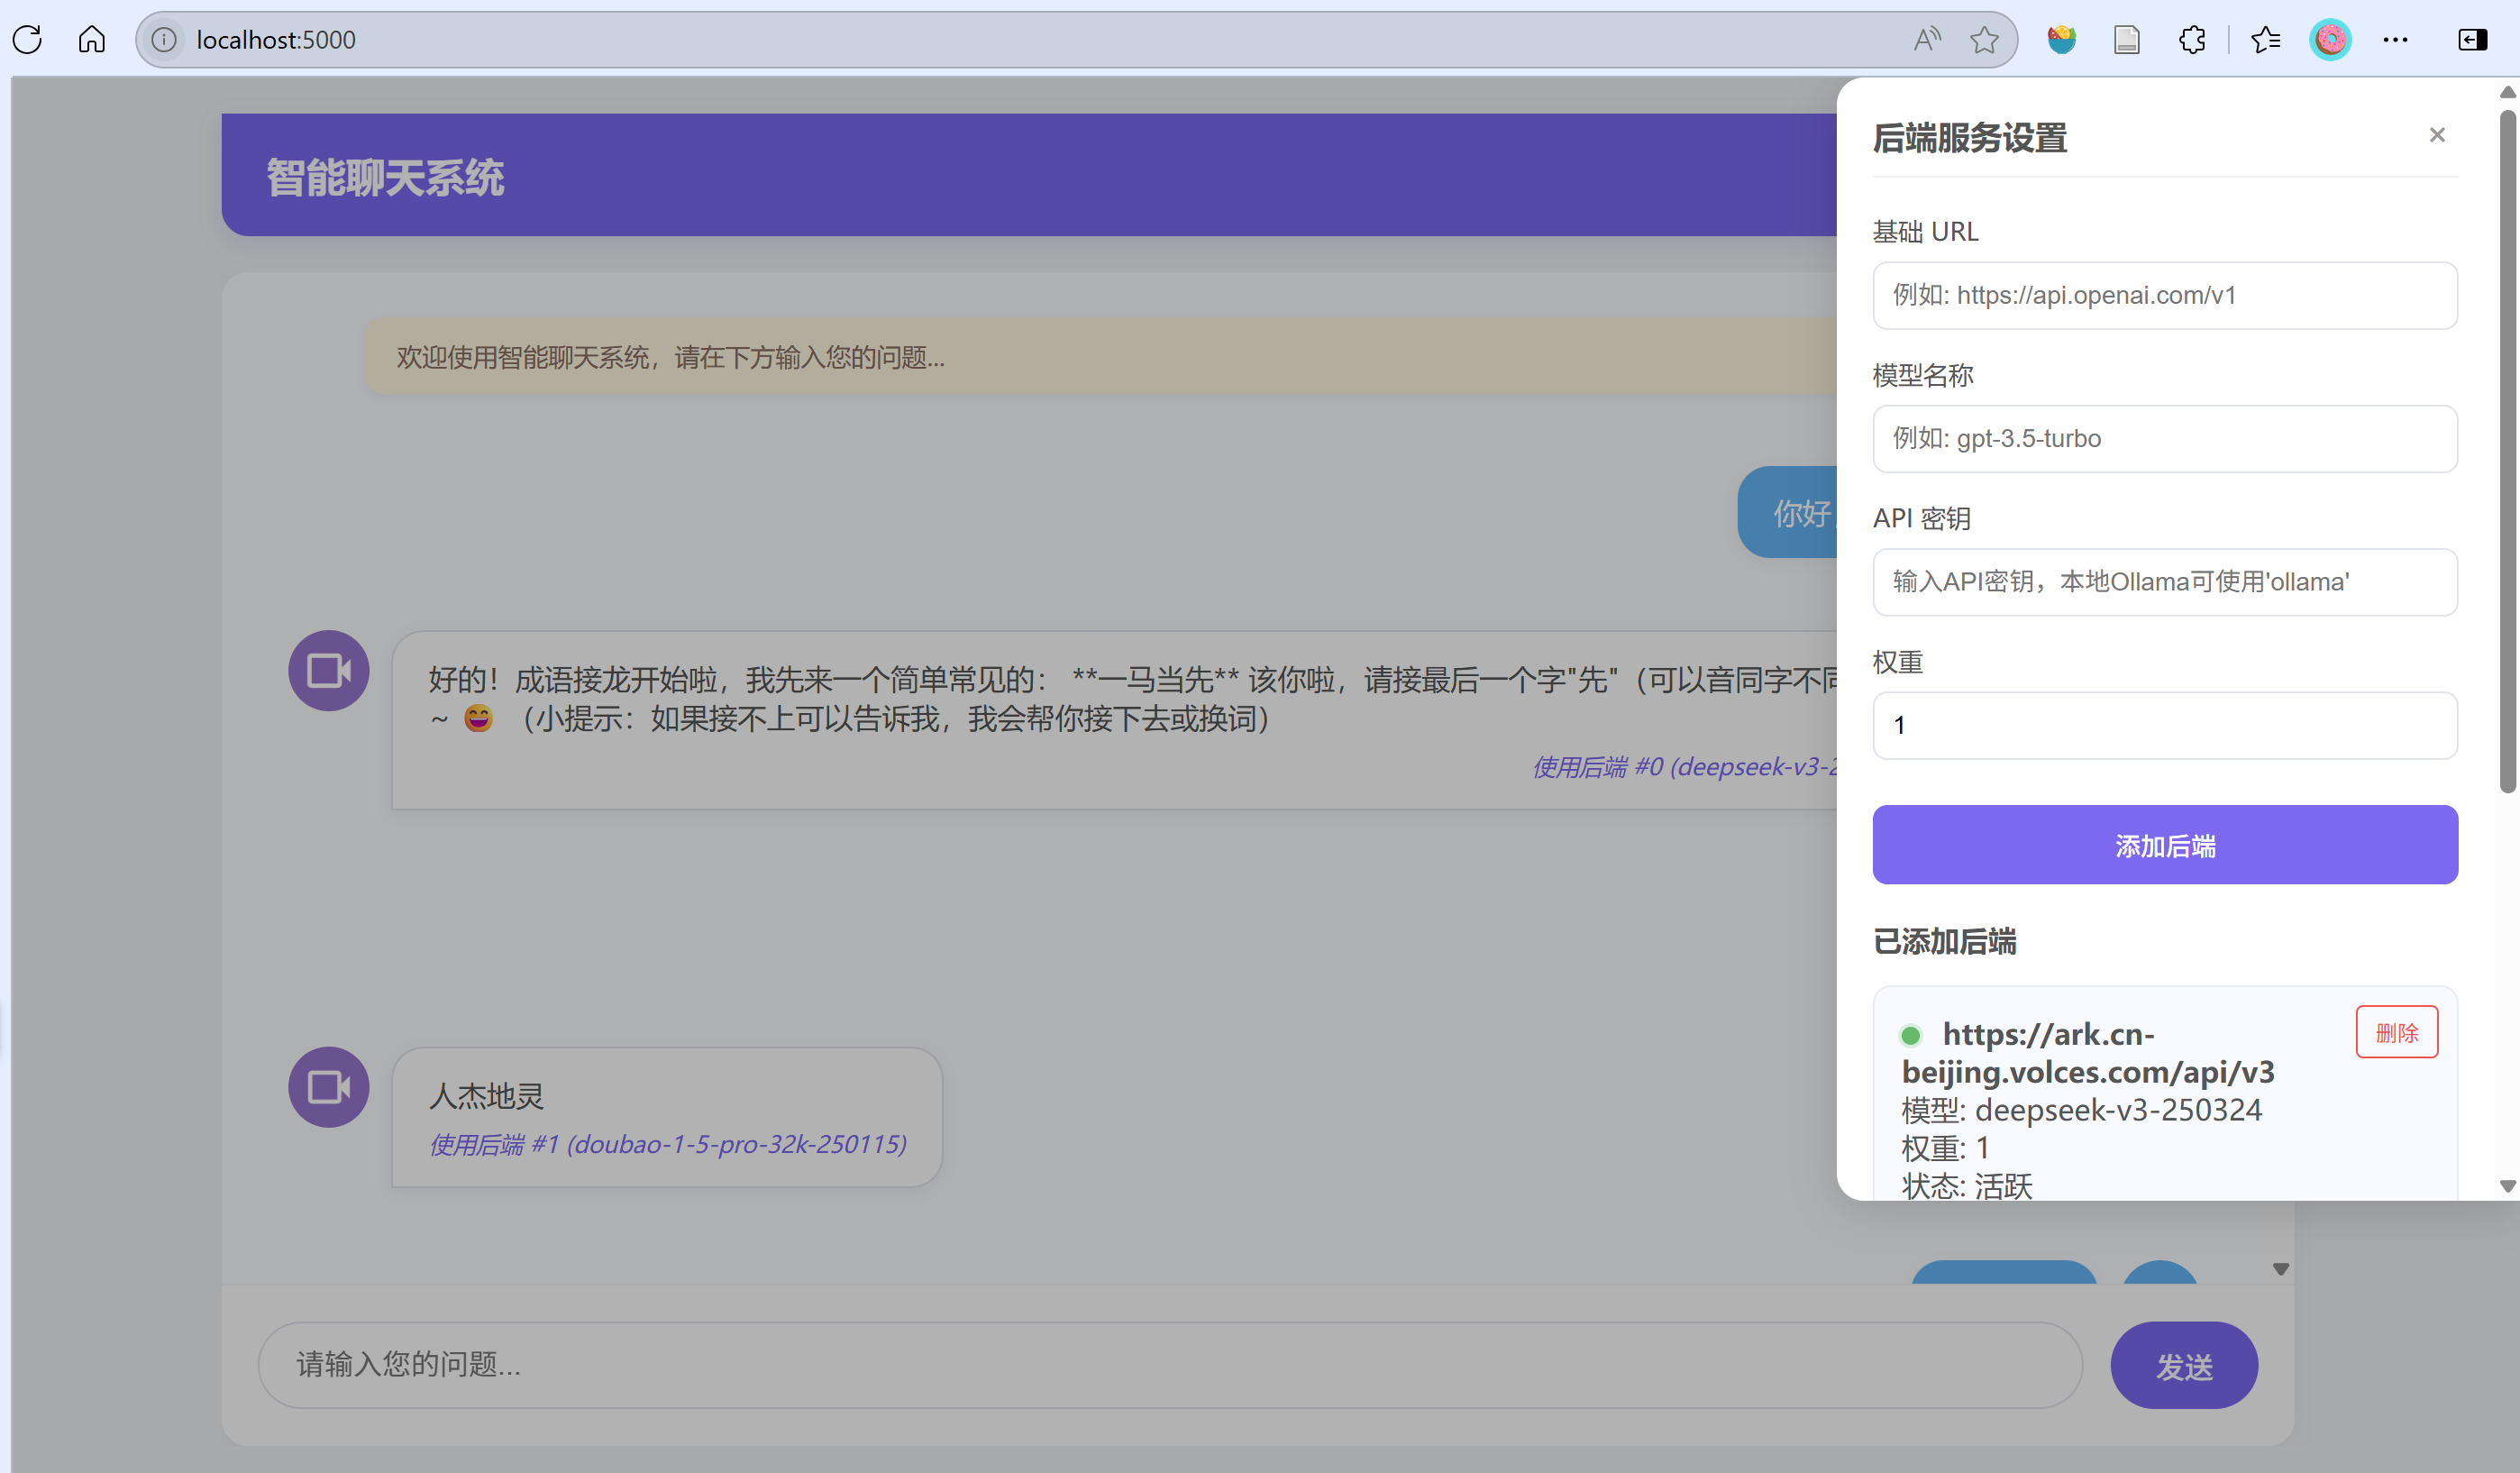 localhost:5000
智能聊天系统
欢迎使用智能聊天系统，请在下方输入您的问题...
你好
好的！成语接龙开始啦，我先来一个简单常见的： **一马当先** 该你啦，请接最后一个字"先"（可以音同字不同
~ 😄 （小提示：如果接不上可以告诉我，我会帮你接下去或换词）
使用后端 #0 (deepseek-v3-2
人杰地灵
使用后端 #1 (doubao-1-5-pro-32k-250115)
请输入您的问题...
发送
后端服务设置
×
基础 URL
例如: https://api.openai.com/v1
模型名称
例如: gpt-3.5-turbo
API 密钥
输入API密钥，本地Ollama可使用'ollama'
权重
1
添加后端
已添加后端
https://ark.cn-
beijing.volces.com/api/v3
删除
模型: deepseek-v3-250324
权重: 1
状态: 活跃